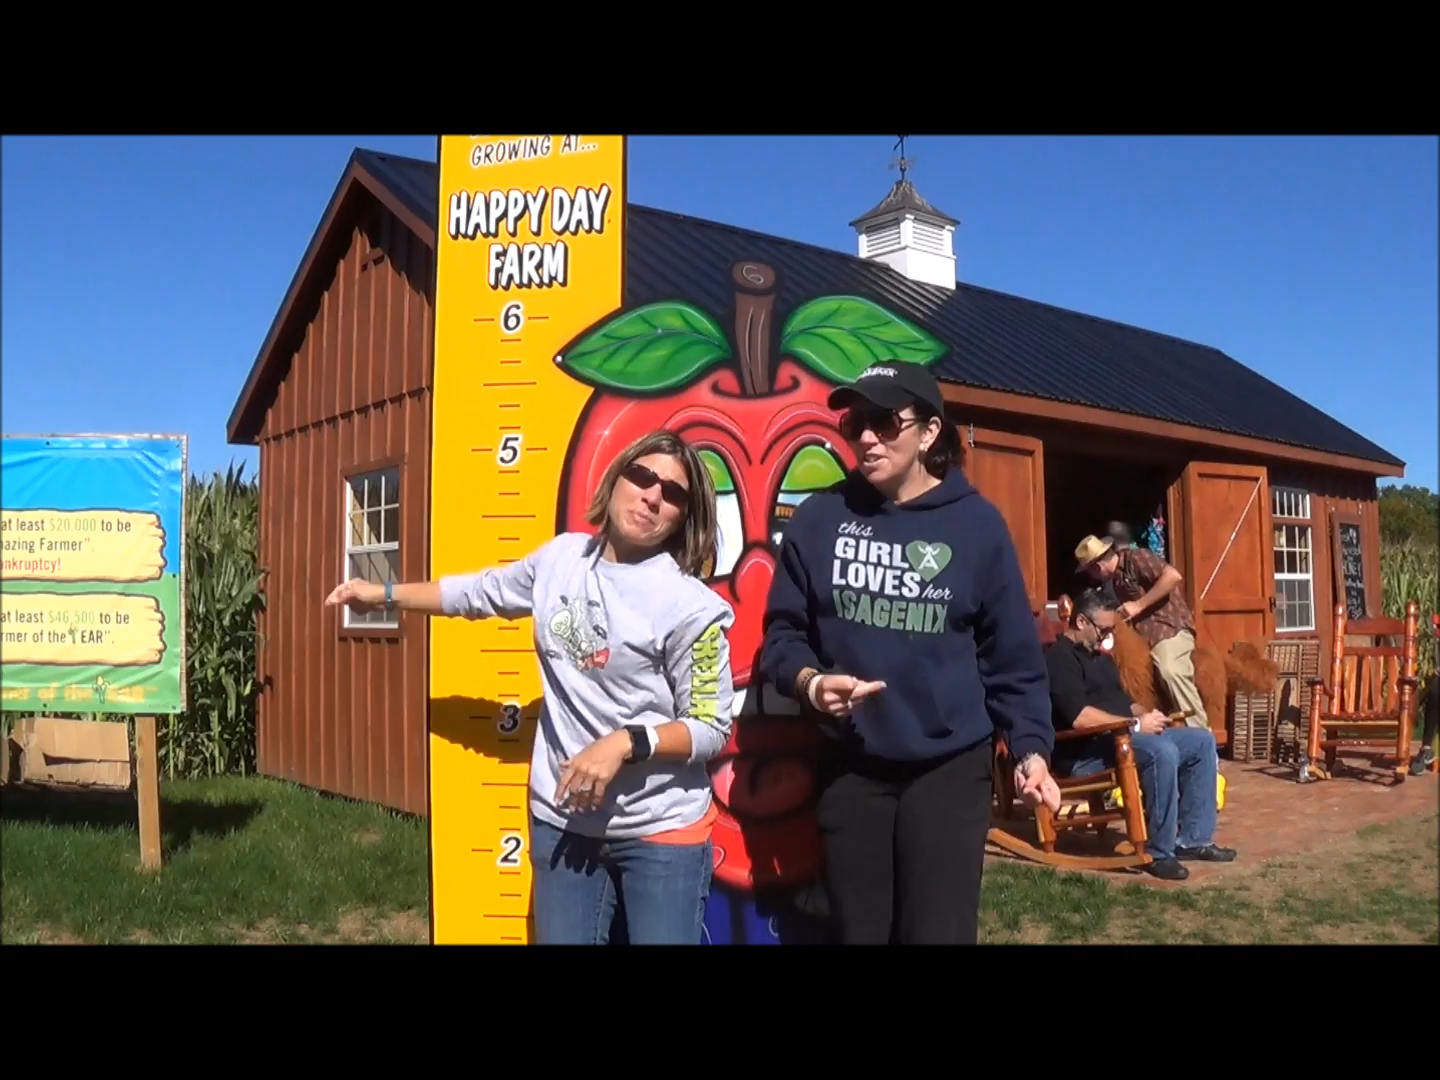 GROWING AT...
HAPPY DAY
FARM
6
5
3
2
this
GIRL
LOVES her
ISAGENIX
at least $20,000 to be
mazing Farmer".
ankruptcy!
at least $46,500 to be
rmer of the YEAR".